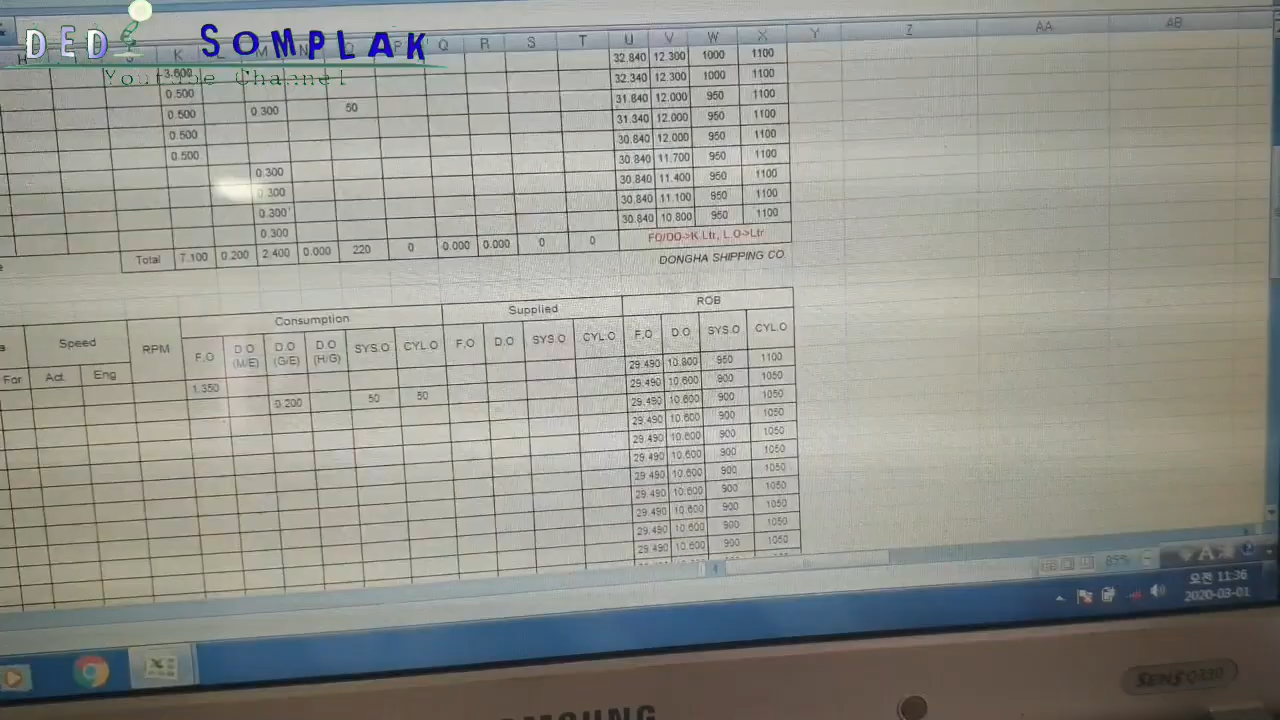 DED SOMPLAK
Youtube Channel
K Q R S T U V W X Y Z AA AB
3.600 32.840 12.300 1000 1100
0.500 32.340 12.300 1000 1100
0.500 0.300 50 31.840 12.000 950 1100
0.500 31.340 12.000 950 1100
0.500 30.840 12.000 950 1100
0.300 30.840 11.700 950 1100
0.300 30.840 11.400 950 1100
0.300 30.840 11.100 950 1100
0.300 30.840 10.800 950 1100
Total 7.100 0.200 2.400 0.000 220 0 0.000 0.000 0 0 FO/DO->K.Ltr, L.O->Ltr
DONGHA SHIPPING CO
Speed RPM Consumption Supplied ROB
For Act. Eng F.O D.O (M/E) D.O (G/E) D.O (H/G) SYS.O CYL.O F.O D.O SYS.O CYL.O F.O D.O SYS.O CYL.O
29.490 10.800 950 1100
1.350 29.490 10.600 900 1050
0.200 50 50 29.490 10.600 900 1050
29.490 10.600 900 1050
29.490 10.600 900 1050
29.490 10.600 900 1050
29.490 10.600 900 1050
29.490 10.600 900 1050
29.490 10.600 900 1050
29.490 10.600 900 1050
29.490 10.600 900 1050
85%
A
오전 11:36
2020-03-01
SENS Q330
SAMSUNG